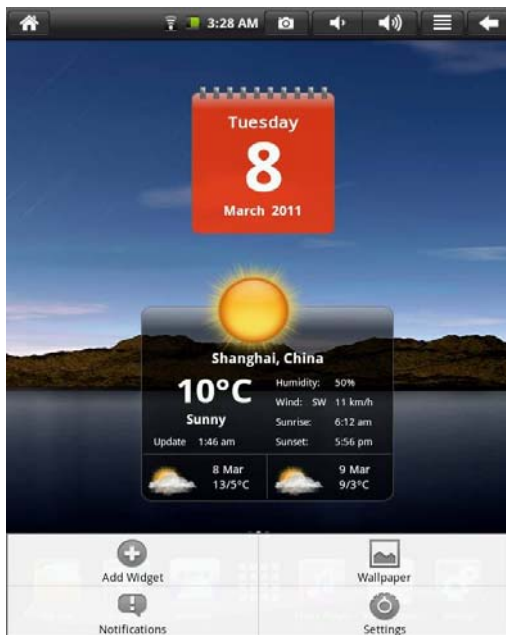 3:28 AM
Tuesday
8
March 2011
Shanghai, China
10°C
Sunny
Update 1:46 am
Humidity: 50%
Wind: SW 11 km/h
Sunrise: 6:12 am
Sunset: 5:56 pm
8 Mar
13/5°C
9 Mar
9/3°C
Add Widget
Wallpaper
Notifications
Settings